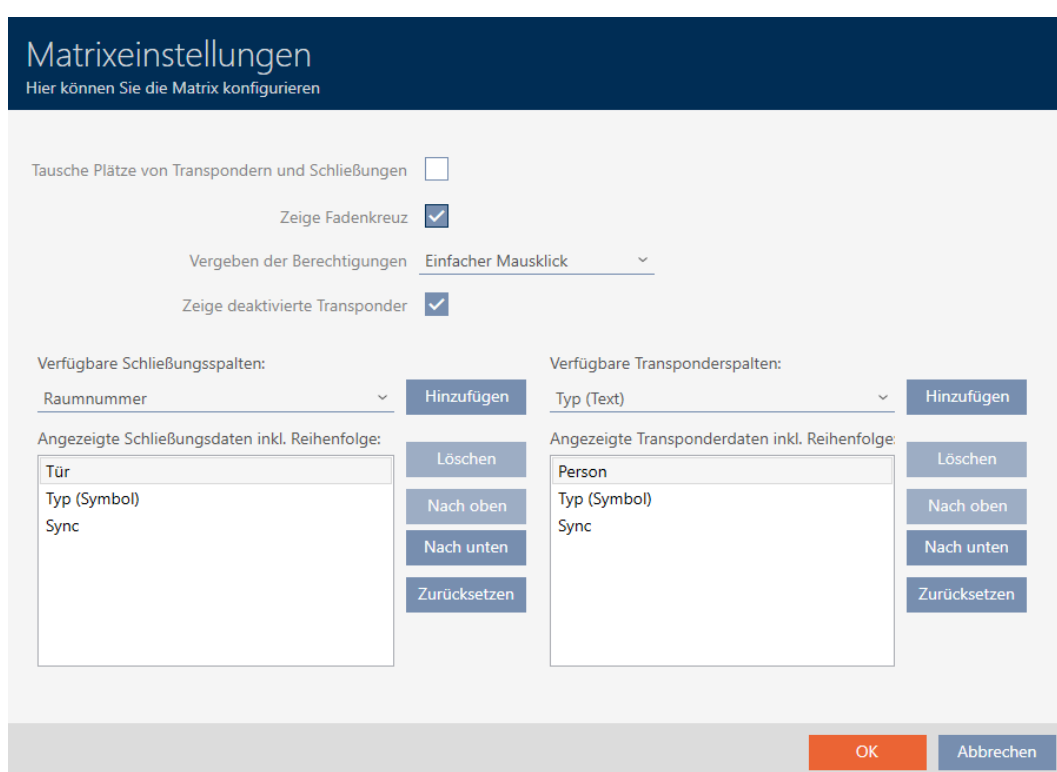 Matrixeinstellungen
Hier können Sie die Matrix konfigurieren
Tausche Plätze von Transpondern und Schließungen
Zeige Fadenkreuz
Vergeben der Berechtigungen Einfacher Mausklick
Zeige deaktivierte Transponder
Verfügbare Schließungsspalten:
Raumnummer Hinzufügen
Angezeigte Schließungsdaten inkl. Reihenfolge:
Tür
Typ (Symbol)
Sync
Löschen
Nach oben
Nach unten
Zurücksetzen
Verfügbare Transponderspalten:
Typ (Text) Hinzufügen
Angezeigte Transponderdaten inkl. Reihenfolge:
Person
Typ (Symbol)
Sync
Löschen
Nach oben
Nach unten
Zurücksetzen
OK Abbrechen